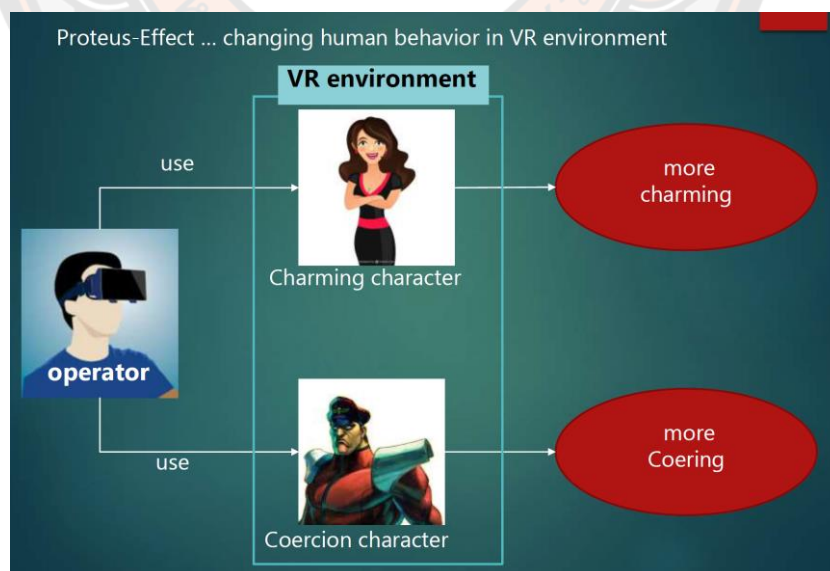 Proteus-Effect ... changing human behavior in VR environment
VR environment
use
more
charming
Charming character
operator
use
more
Coering
Coercion character